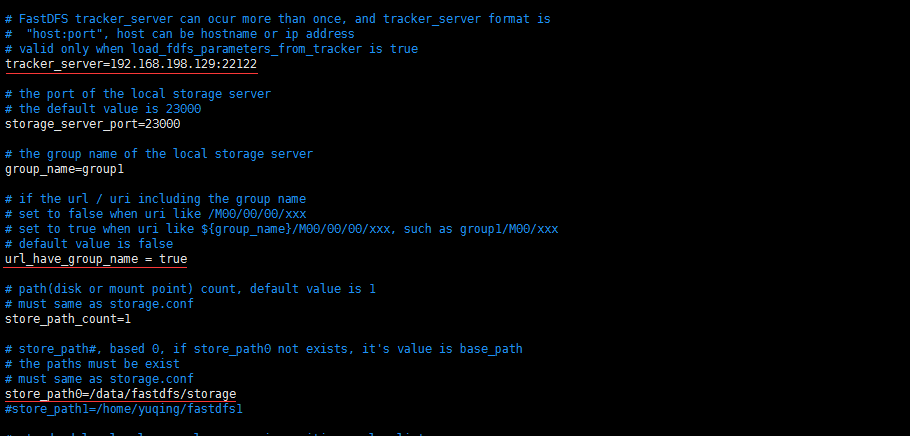 # FastDFS tracker_server can ocur more than once, and tracker_server format is
#  "host:port", host can be hostname or ip address
# valid only when load_fdfs_parameters_from_tracker is true
tracker_server=192.168.198.129:22122
# the port of the local storage server
# the default value is 23000
storage_server_port=23000
# the group name of the local storage server
group_name=group1
# if the url / uri including the group name
# set to false when uri like /M00/00/00/xxx
# set to true when uri like ${group_name}/M00/00/00/xxx, such as group1/M00/xxx
# default value is false
url_have_group_name = true
# path(disk or mount point) count, default value is 1
# must same as storage.conf
store_path_count=1
# store_path#, based 0, if store_path0 not exists, it's value is base_path
# the paths must be exist
# must same as storage.conf
store_path0=/data/fastdfs/storage
#store_path1=/home/yuqing/fastdfs1